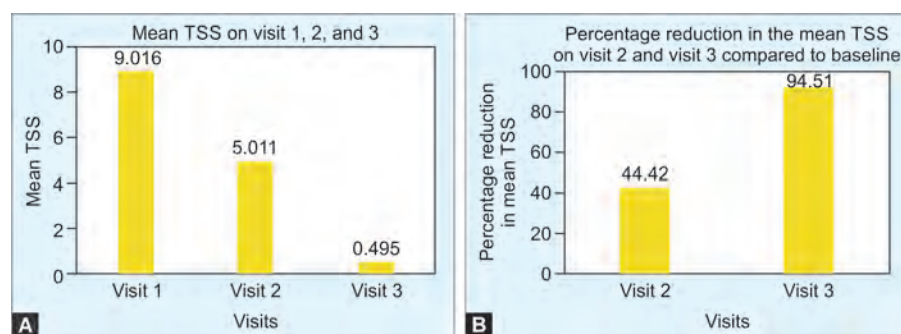 Mean TSS on visit 1, 2, and 3
10
8
6
4
2
0
Mean TSS
9.016
5.011
0.495
Visit 1 Visit 2 Visit 3
Visits
A
Percentage reduction in the mean TSS
on visit 2 and visit 3 compared to baseline
100
80
60
40
20
0
Percentage reduction
in mean TSS
44.42
94.51
Visit 2 Visit 3
Visits
B